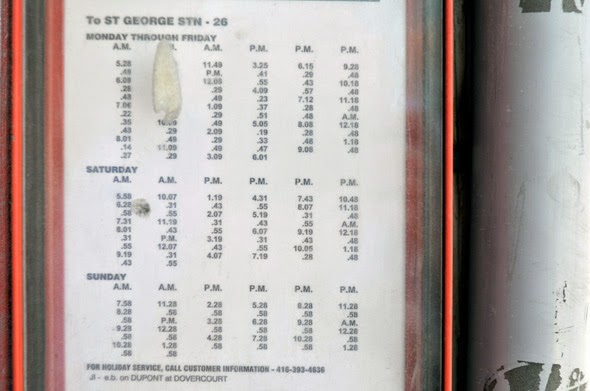 To ST GEORGE STN - 26
MONDAY THROUGH FRIDAY
A.M. A.M. P.M. P.M. P.M.
5.28 11.49 3.25 6.15 9.28
.49 P.M. .41 .29 .48
6.09 12.09 .55 .43 10.18
.28 .29 4.09 .57 .48
.43 .49 .23 7.12 11.18
7.06 1.09 .37 .28 .48
.22 .29 .51 .48 A.M.
.35 10.09 .49 5.05 8.08 12.18
.49 .29 2.09 .19 .28 .48
8.01 .49 .29 .33 .48 1.18
.14 11.09 .49 .47 9.08 .48
.27 .29 3.09 6.01
SATURDAY
A.M. A.M. P.M. P.M. P.M. P.M.
5.58 10.07 1.19 4.31 7.43 10.48
6.28 .31 .43 .55 8.07 11.18
.58 .55 2.07 5.19 .31 .48
7.31 11.19 .31 .43 .55 A.M.
8.01 .43 .55 6.07 9.19 12.18
.31 P.M. 3.19 .31 .43 .48
.55 12.07 .43 .55 10.05 1.18
9.19 .31 4.07 7.19 .28 .48
.43 .55
SUNDAY
A.M. A.M. P.M. P.M. P.M. P.M.
7.58 11.28 2.28 5.28 8.28 11.28
8.28 .58 .58 .58 .58 .58
.58 P.M. 3.28 6.28 9.28 A.M.
9.28 12.28 .58 .58 .58 12.28
.58 .58 4.28 7.28 10.28 .58
10.28 1.28 .58 .58 .58 1.28
.58 .58
FOR HOLIDAY SERVICE, CALL CUSTOMER INFORMATION - 416-393-4636
JI - e.b. on DUPONT at DOVERCOURT